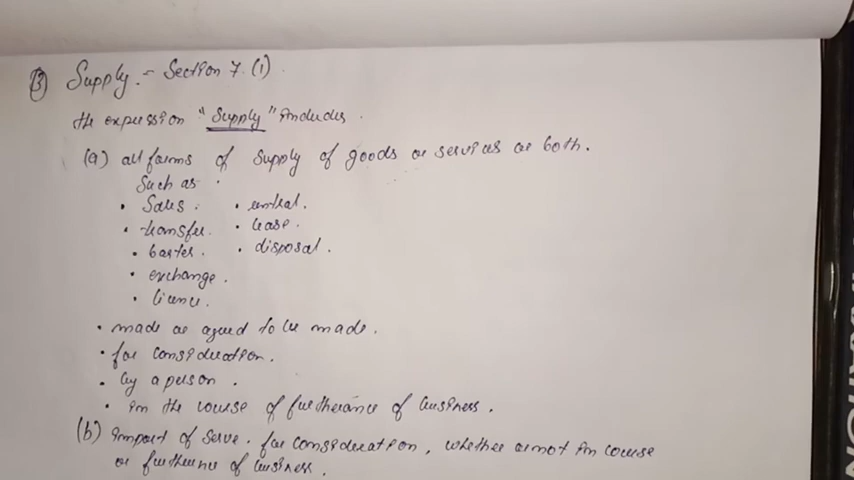 (3) Supply :- Section 7 (1)
the expression "Supply" includes.
(a) all forms of supply of goods or services or both.
Such as
• Sales. • rental.
• transfer. • lease.
• barter. • disposal.
• exchange.
• licence.
• made or agreed to be made.
• for consideration.
• by a person.
• in the course of furtherance of business.
(b) import of serve. for consideration, whether or not in course
or furtherance of business.